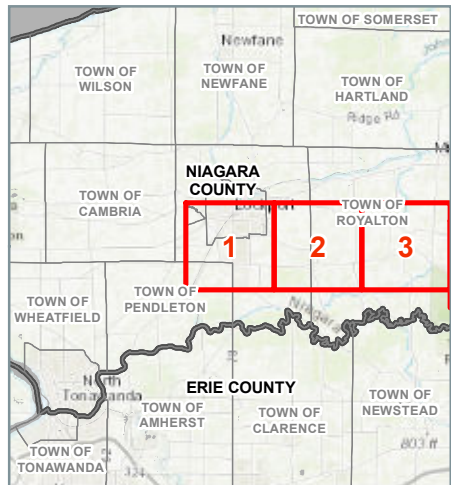 TOWN OF SOMERSET
Newfane
TOWN OF
WILSON
TOWN OF
NEWFANE
TOWN OF
HARTLAND
Ridge Rd
NIAGARA
COUNTY
Lockport
TOWN OF
CAMBRIA
TOWN OF
ROYALTON
1
2
3
TOWN OF
PENDLETON
TOWN OF
WHEATFIELD
Niagara
North
Tonawanda
ERIE COUNTY
TOWN OF
AMHERST
TOWN OF
CLARENCE
TOWN OF
NEWSTEAD
803 ft
TOWN OF
TONAWANDA
324